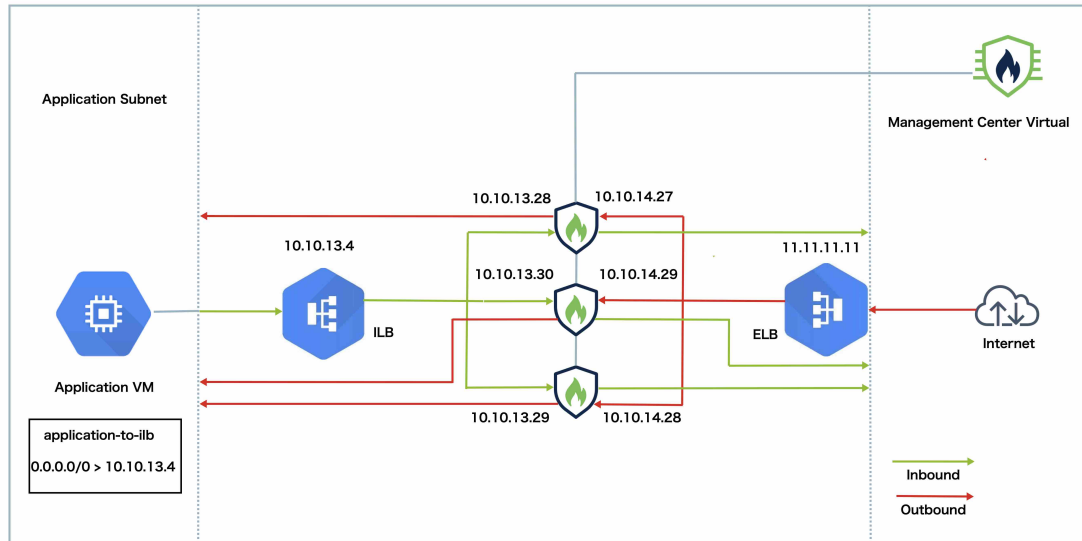 Application Subnet
Management Center Virtual
10.10.13.28
10.10.14.27
10.10.13.4
11.11.11.11
10.10.13.30
10.10.14.29
ILB
ELB
Internet
Application VM
10.10.13.29
10.10.14.28
application-to-ilb
0.0.0.0/0 > 10.10.13.4
Inbound
Outbound